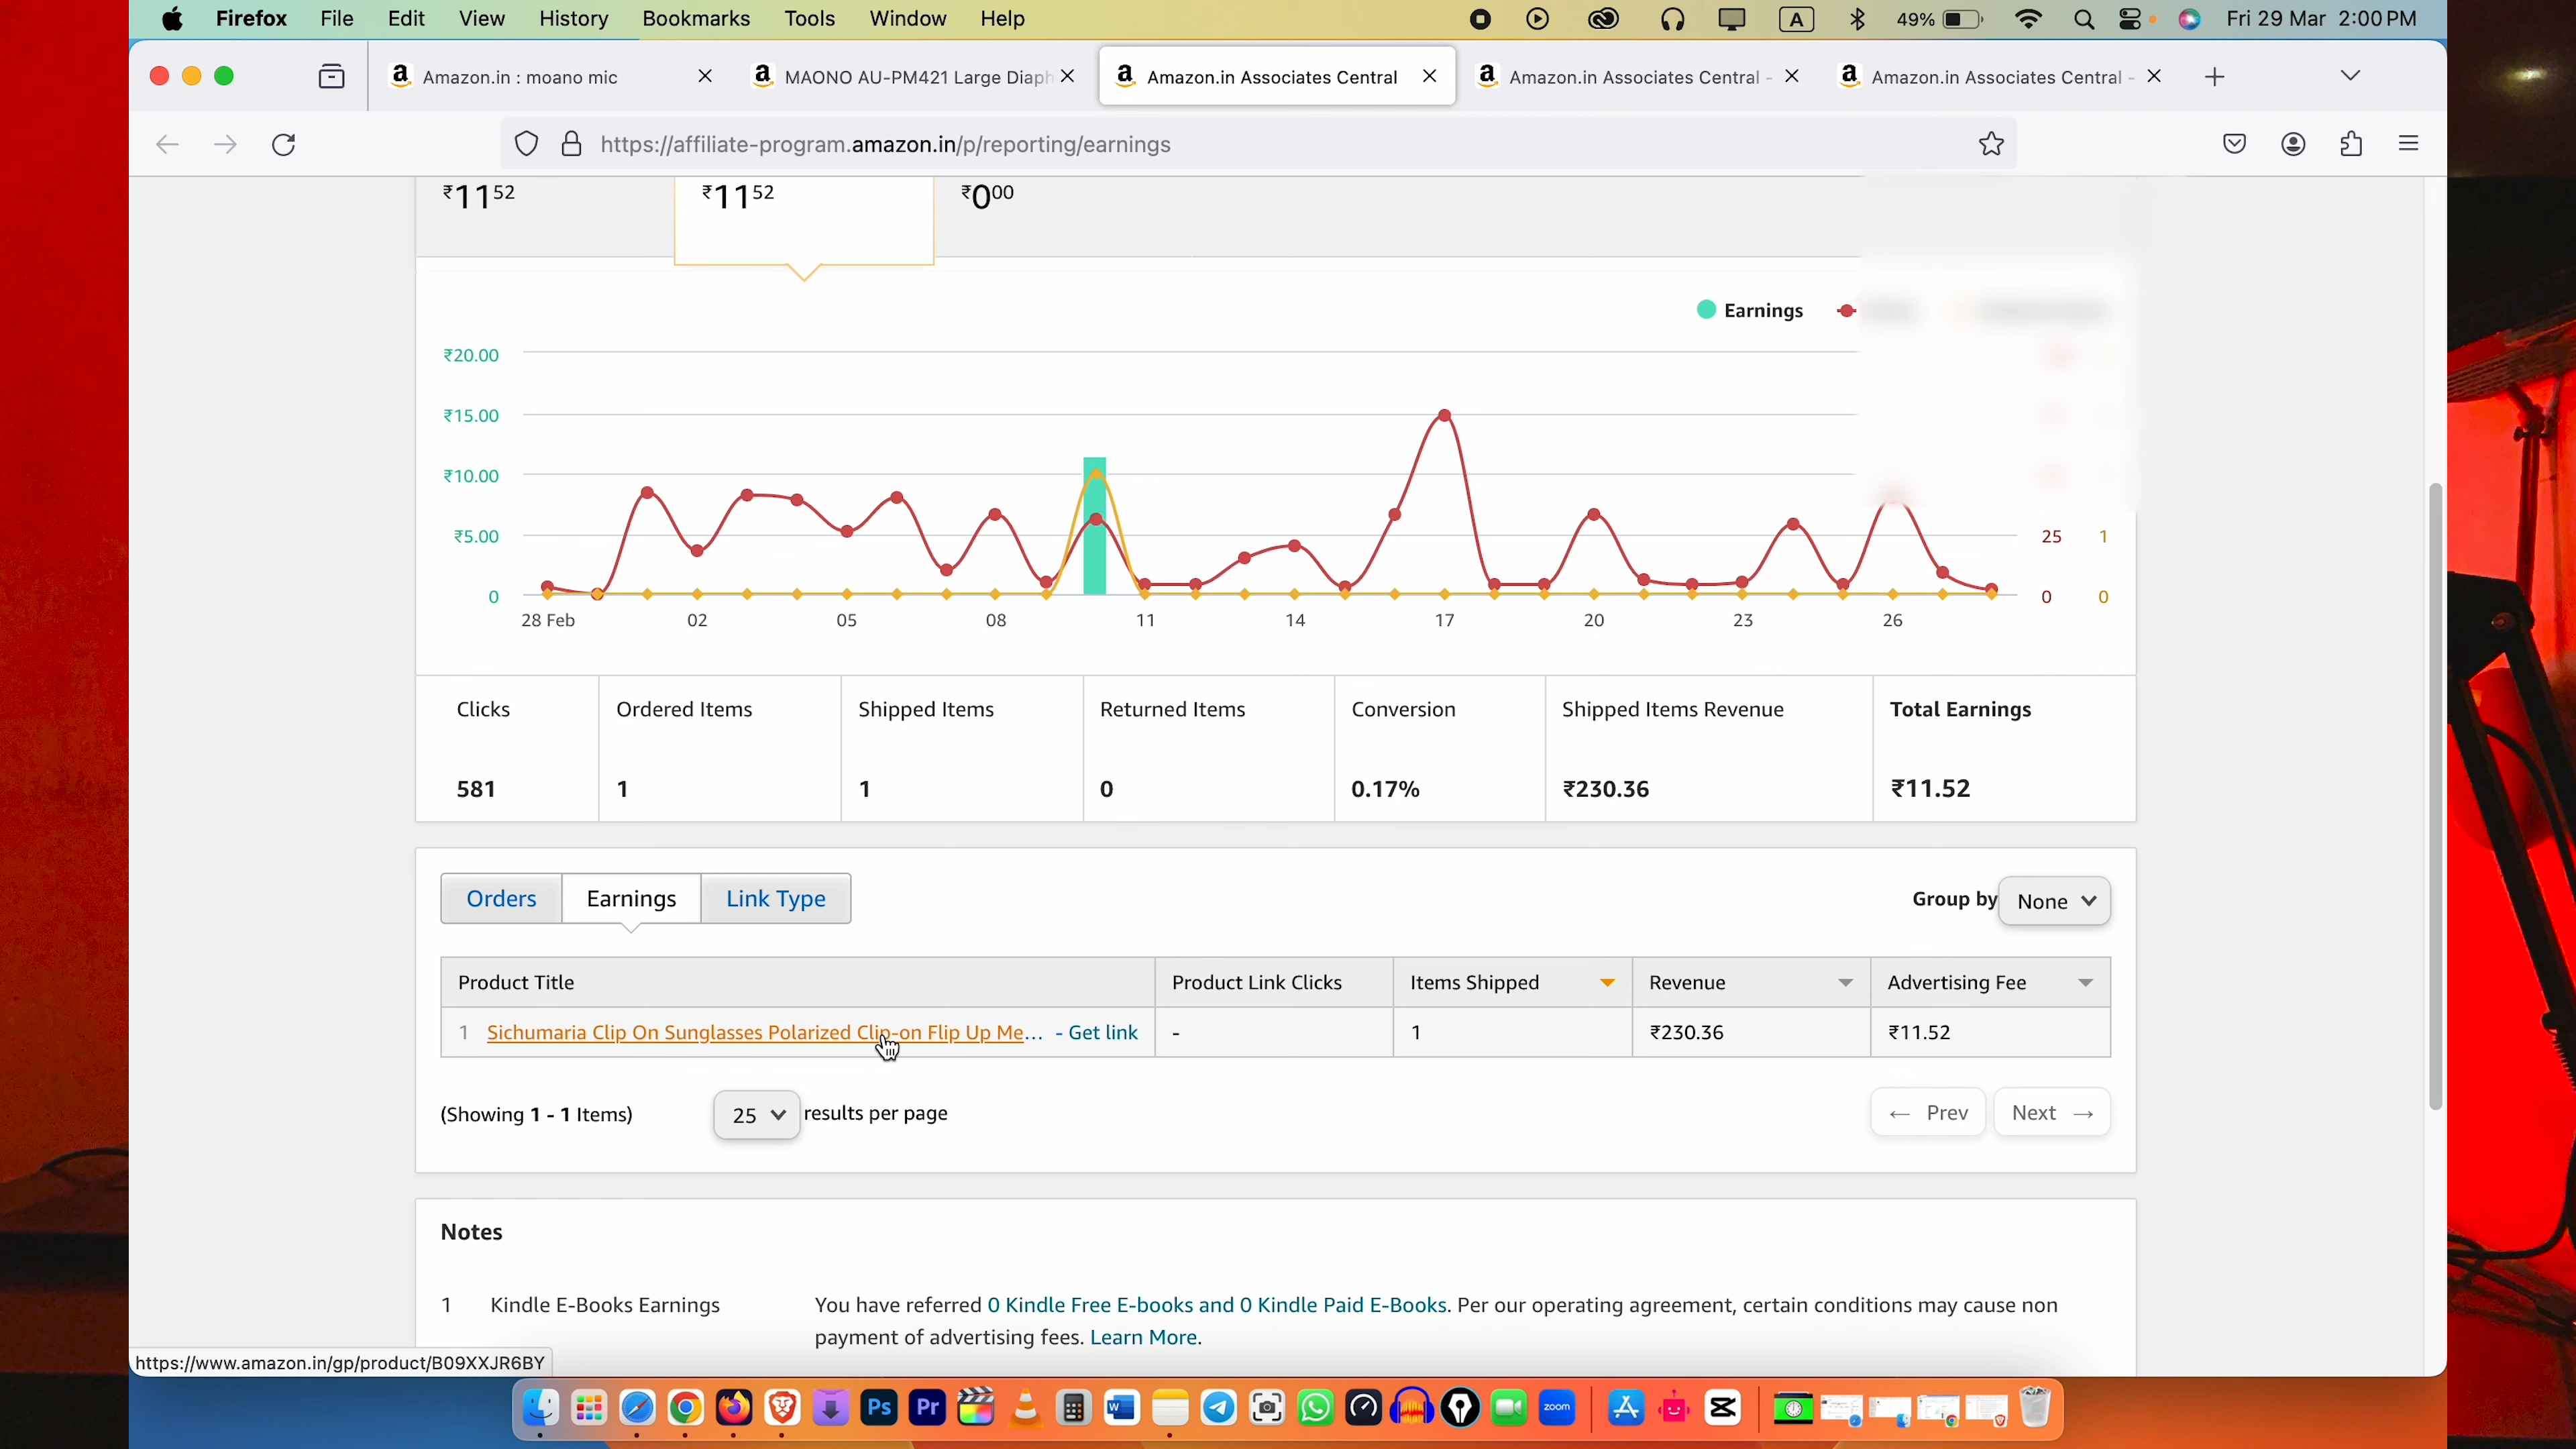 Firefox File Edit View History Bookmarks Tools Window Help A 49% Fri 29 Mar 2:00 PM
Amazon.in : moano mic
MAONO AU-PM421 Large Diaph
Amazon.in Associates Central
Amazon.in Associates Central -
Amazon.in Associates Central -
https://affiliate-program.amazon.in/p/reporting/earnings
₹11 52 ₹11 52 ₹0 00
Earnings
₹20.00
₹15.00
₹10.00
₹5.00 25 1
0 0 0
28 Feb 02 05 08 11 14 17 20 23 26
Clicks Ordered Items Shipped Items Returned Items Conversion Shipped Items Revenue Total Earnings
581 1 1 0 0.17% ₹230.36 ₹11.52
Orders Earnings Link Type Group by None
Product Title Product Link Clicks Items Shipped Revenue Advertising Fee
1 Sichumaria Clip On Sunglasses Polarized Clip-on Flip Up Me... - Get link - 1 ₹230.36 ₹11.52
(Showing 1 - 1 Items) 25 results per page ← Prev Next →
Notes
1 Kindle E-Books Earnings You have referred 0 Kindle Free E-books and 0 Kindle Paid E-Books. Per our operating agreement, certain conditions may cause non
payment of advertising fees. Learn More.
https://www.amazon.in/gp/product/B09XXJR6BY
Ps Pr W zoom